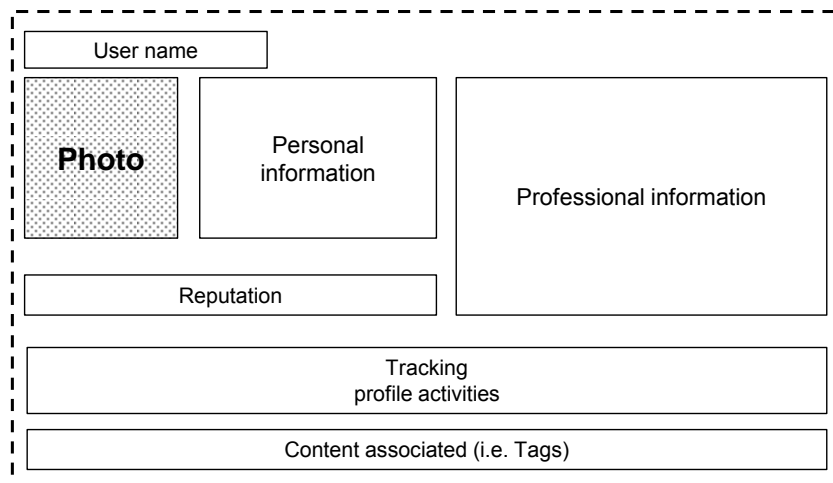 User name
Photo
Personal
information
Professional information
Reputation
Tracking
profile activities
Content associated (i.e. Tags)